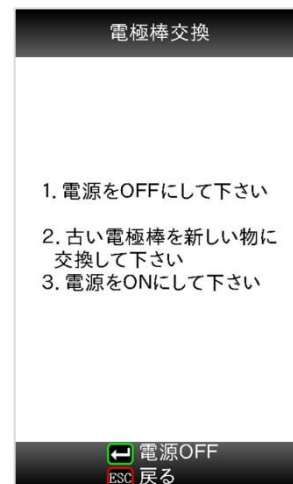 電極棒交換
1. 電源をOFFにして下さい
2. 古い電極棒を新しい物に
交換して下さい
3. 電源をONにして下さい
電源OFF
ESC 戻る